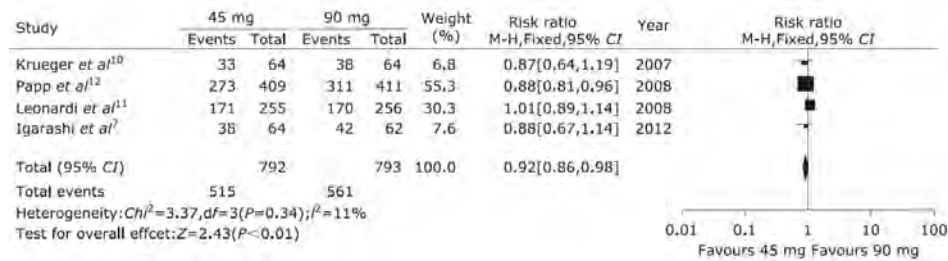 Study 45 mg 90 mg Weight (%) Risk ratio M-H,Fixed,95% CI Year Risk ratio M-H,Fixed,95% CI
Events Total Events Total
Krueger et al¹⁰ 33 64 38 64 6.8 0.87[0.64,1.19] 2007
Papp et al¹² 273 409 311 411 55.3 0.88[0.81,0.96] 2008
Leonardi et al¹¹ 171 255 170 256 30.3 1.01[0.89,1.14] 2008
Igarashi et al⁷ 38 64 42 62 7.6 0.88[0.67,1.14] 2012
Total (95% CI) 792 793 100.0 0.92[0.86,0.98]
Total events 515 561
Heterogeneity:Chi²=3.37,df=3(P=0.34);I²=11%
Test for overall effcet:Z=2.43(P<0.01)
0.01 0.1 1 10 100
Favours 45 mg Favours 90 mg